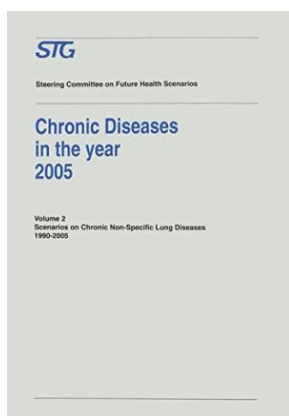 STG
Steering Committee on Future Health Scenarios
Chronic Diseases
in the year
2005
Volume 2
Scenarios on Chronic Non-Specific Lung Diseases
1990-2005